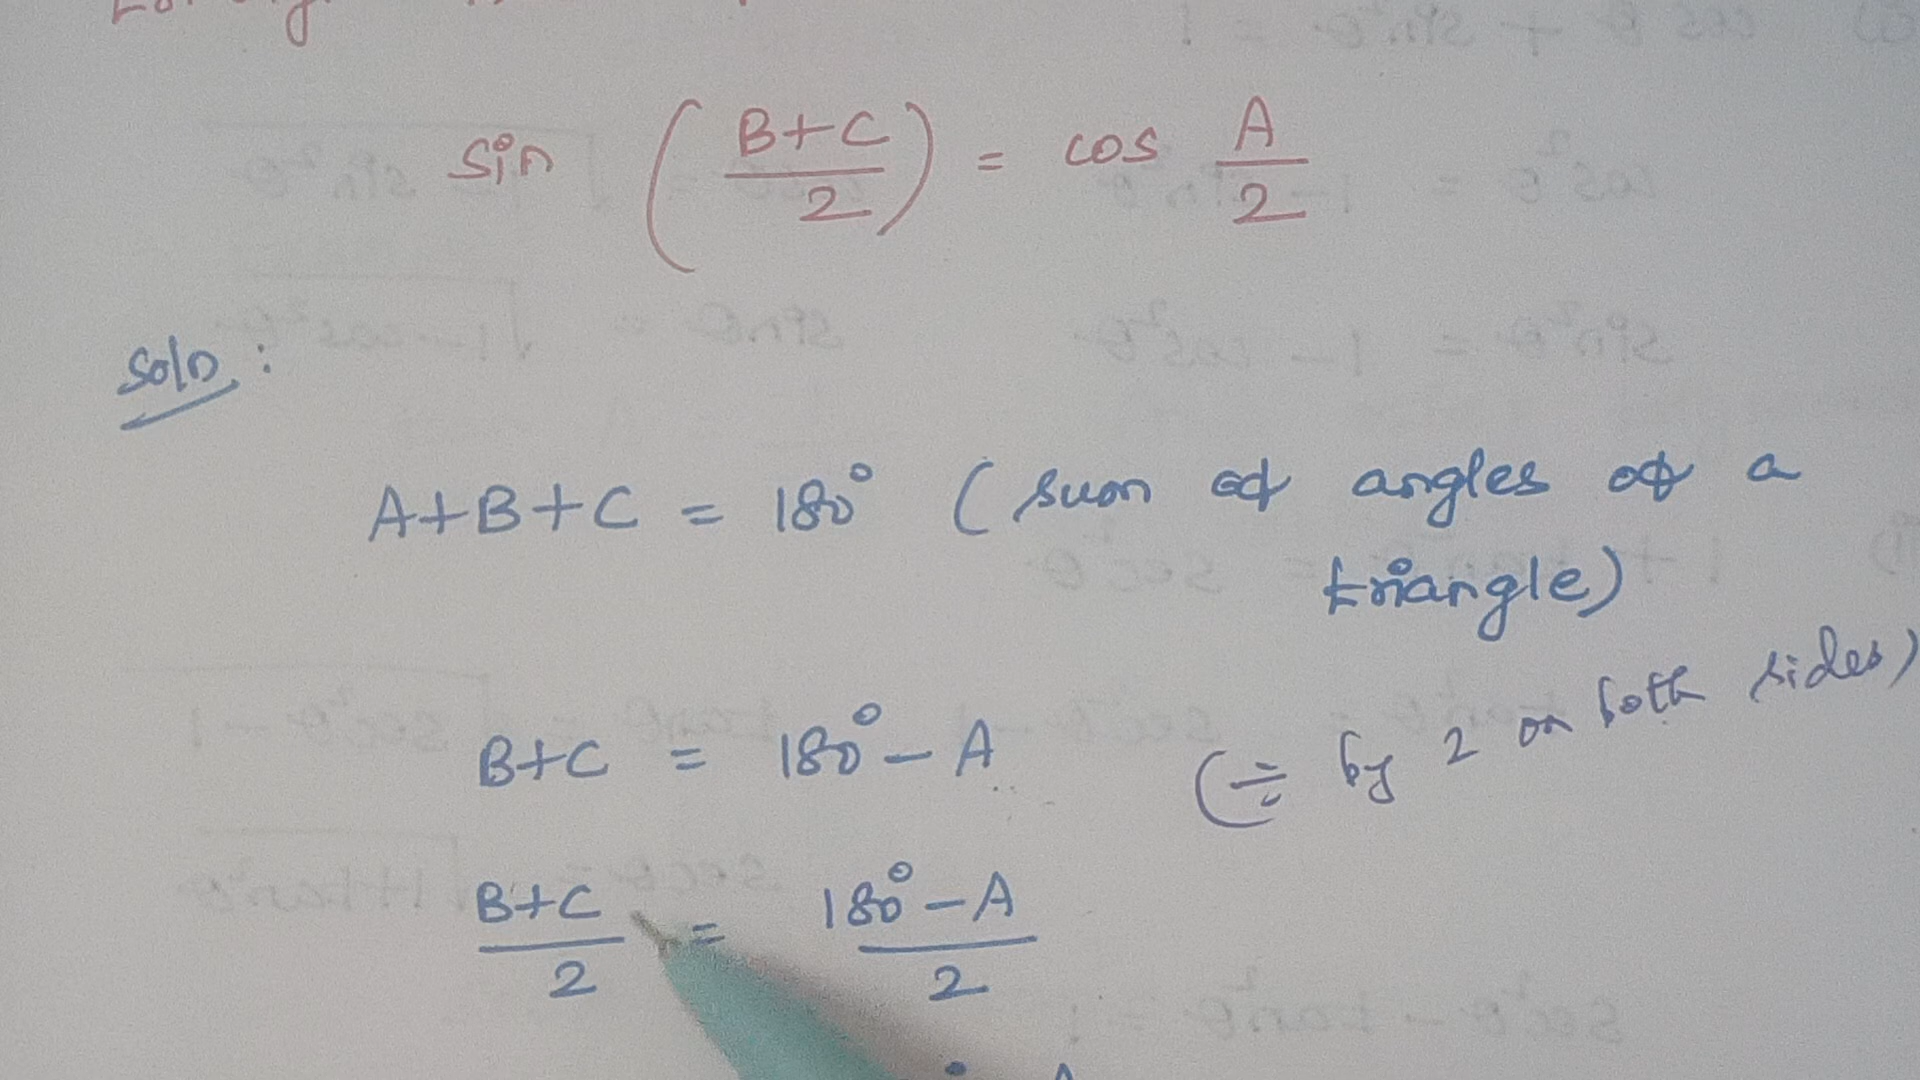 sin ( B+C / 2 ) = cos A / 2
Soln :
A+B+C = 180° ( sum of angles of a
triangle)
B+C = 180° - A (÷ by 2 on both sides)
B+C / 2 = 180° - A / 2